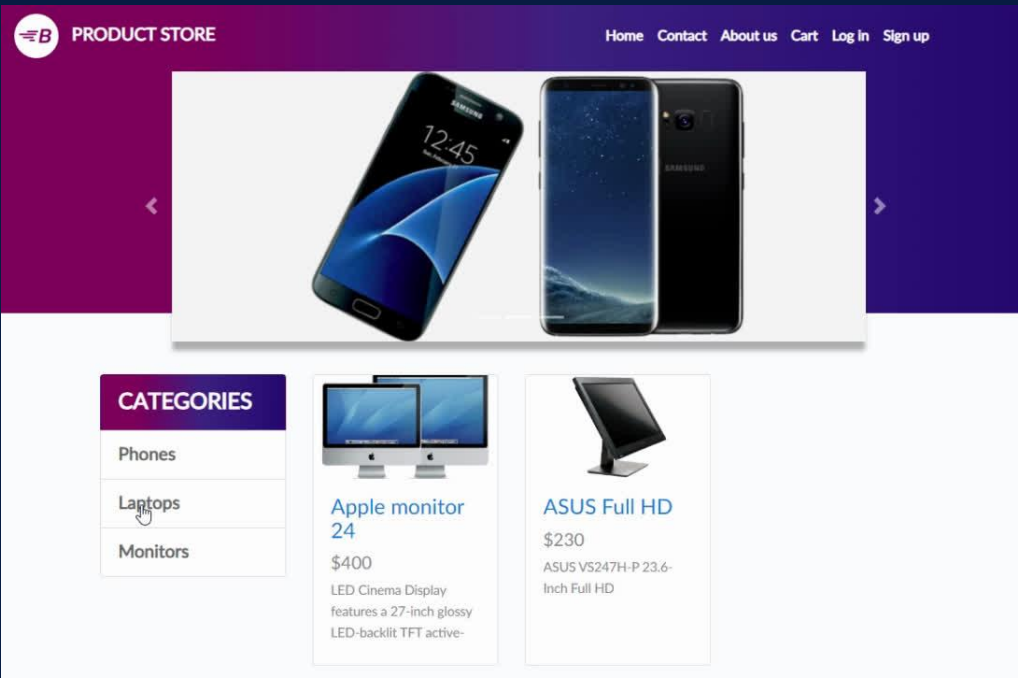 B PRODUCT STORE
Home Contact About us Cart Log in Sign up
SAMSUNG
12:45
SAMSUNG
CATEGORIES
Phones
Laptops
Monitors
Apple monitor
24
$400
LED Cinema Display
features a 27-inch glossy
LED-backlit TFT active-
ASUS Full HD
$230
ASUS VS247H-P 23.6-
Inch Full HD